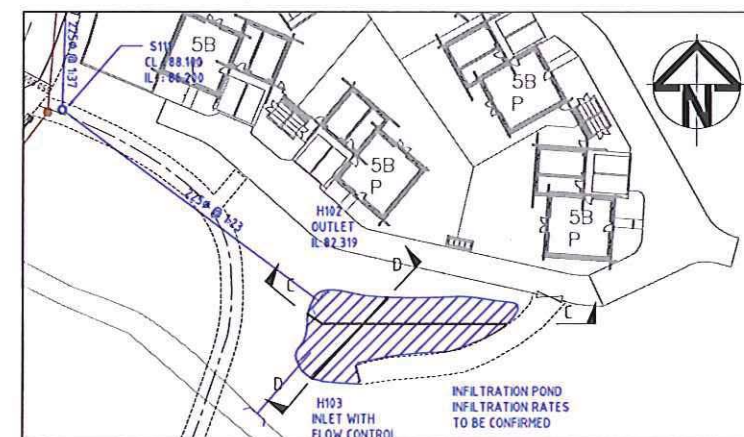 225ø @ 1:37
S111
CL : 88.100
IL : 86.200
5B
5B
P
5B
P
5B
P
N
225ø @ 1:23
H102
OUTLET
IL 82.319
D
C
C
D
H103
INLET WITH
FLOW CONTROL
INFILTRATION POND
INFILTRATION RATES
TO BE CONFIRMED